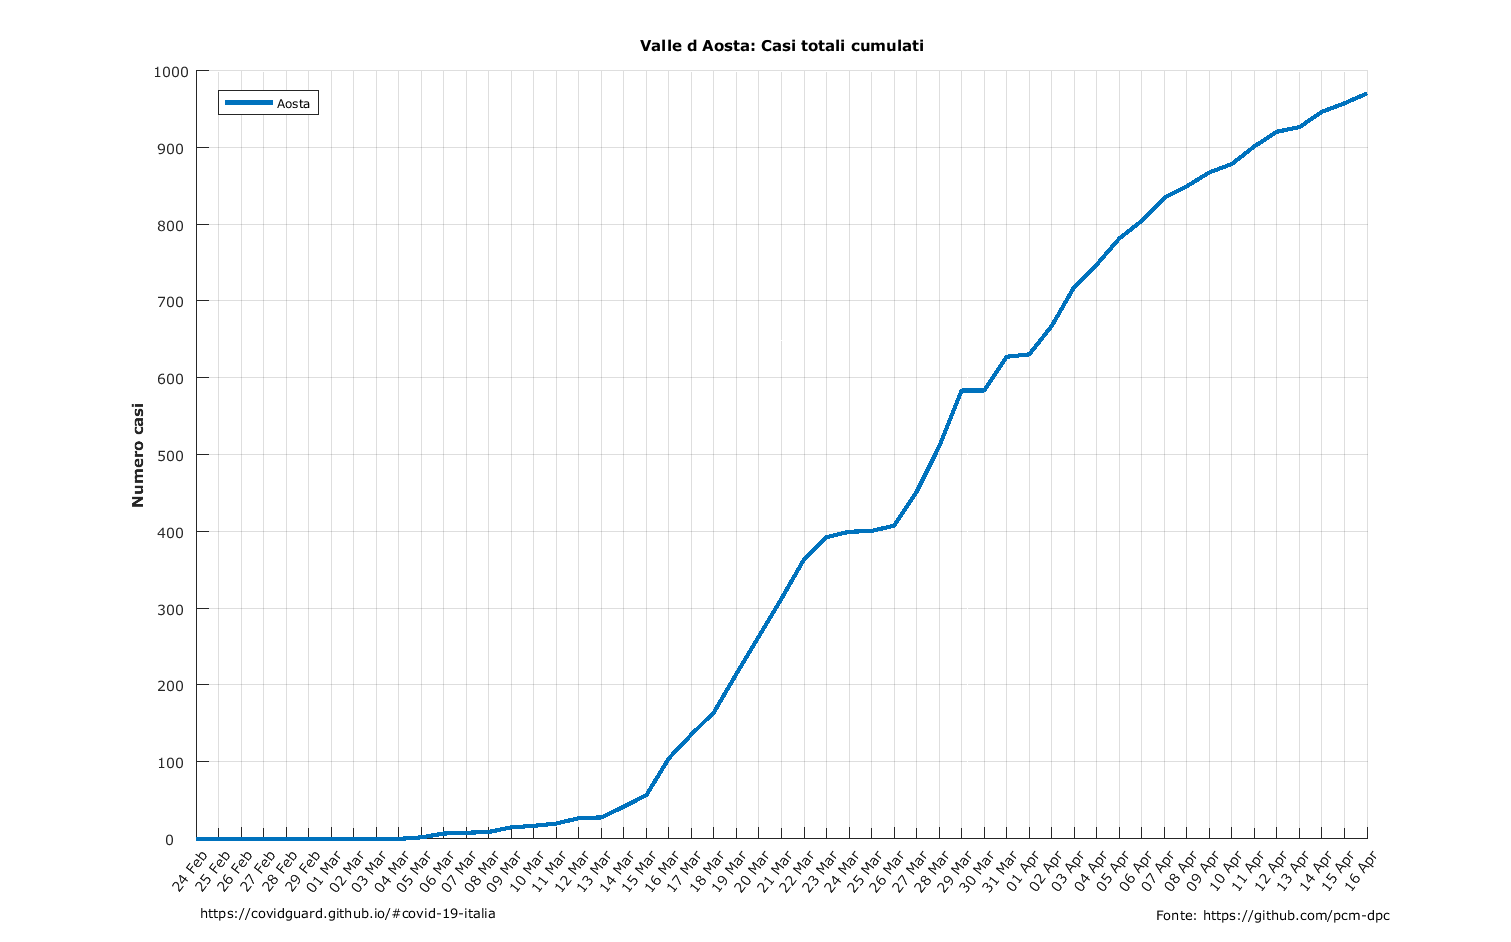 Valle d Aosta: Casi totali cumulati
Aosta
Numero casi
1000
900
800
700
600
500
400
300
200
100
0
24 Feb
25 Feb
26 Feb
27 Feb
28 Feb
29 Feb
01 Mar
02 Mar
03 Mar
04 Mar
05 Mar
06 Mar
07 Mar
08 Mar
09 Mar
10 Mar
11 Mar
12 Mar
13 Mar
14 Mar
15 Mar
16 Mar
17 Mar
18 Mar
19 Mar
20 Mar
21 Mar
22 Mar
23 Mar
24 Mar
25 Mar
26 Mar
27 Mar
28 Mar
29 Mar
30 Mar
31 Mar
01 Apr
02 Apr
03 Apr
04 Apr
05 Apr
06 Apr
07 Apr
08 Apr
09 Apr
10 Apr
11 Apr
12 Apr
13 Apr
14 Apr
15 Apr
16 Apr
https://covidguard.github.io/#covid-19-italia
Fonte: https://github.com/pcm-dpc